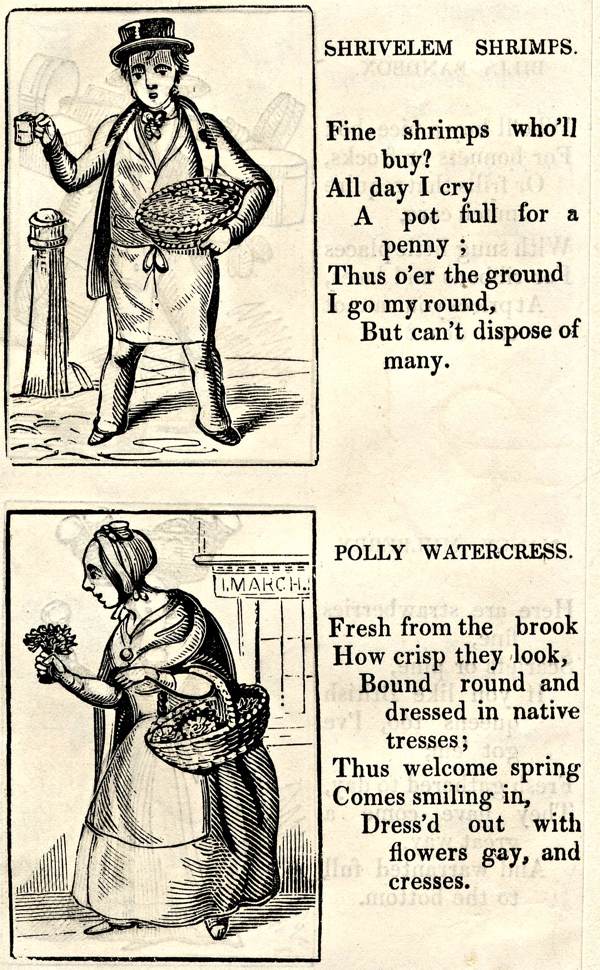 SHRIVELEM SHRIMPS.
Fine shrimps who'll
buy?
All day I cry
A pot full for a
penny ;
Thus o'er the ground
I go my round,
But can't dispose of
many.
I.MARCH.
POLLY WATERCRESS.
Fresh from the brook
How crisp they look,
Bound round and
dressed in native
tresses;
Thus welcome spring
Comes smiling in,
Dress'd out with
flowers gay, and
cresses.